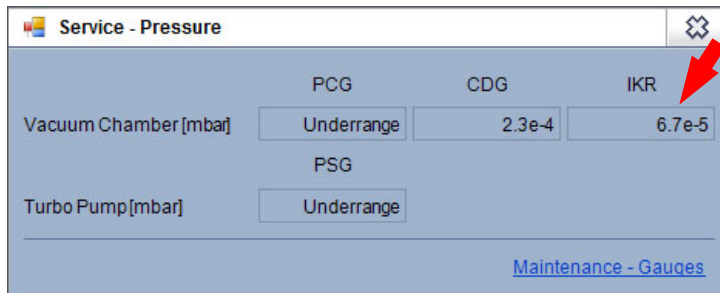 Service - Pressure
PCG CDG IKR
Vacuum Chamber [mbar] Underrange 2.3e-4 6.7e-5
PSG
Turbo Pump [mbar] Underrange
Maintenance - Gauges